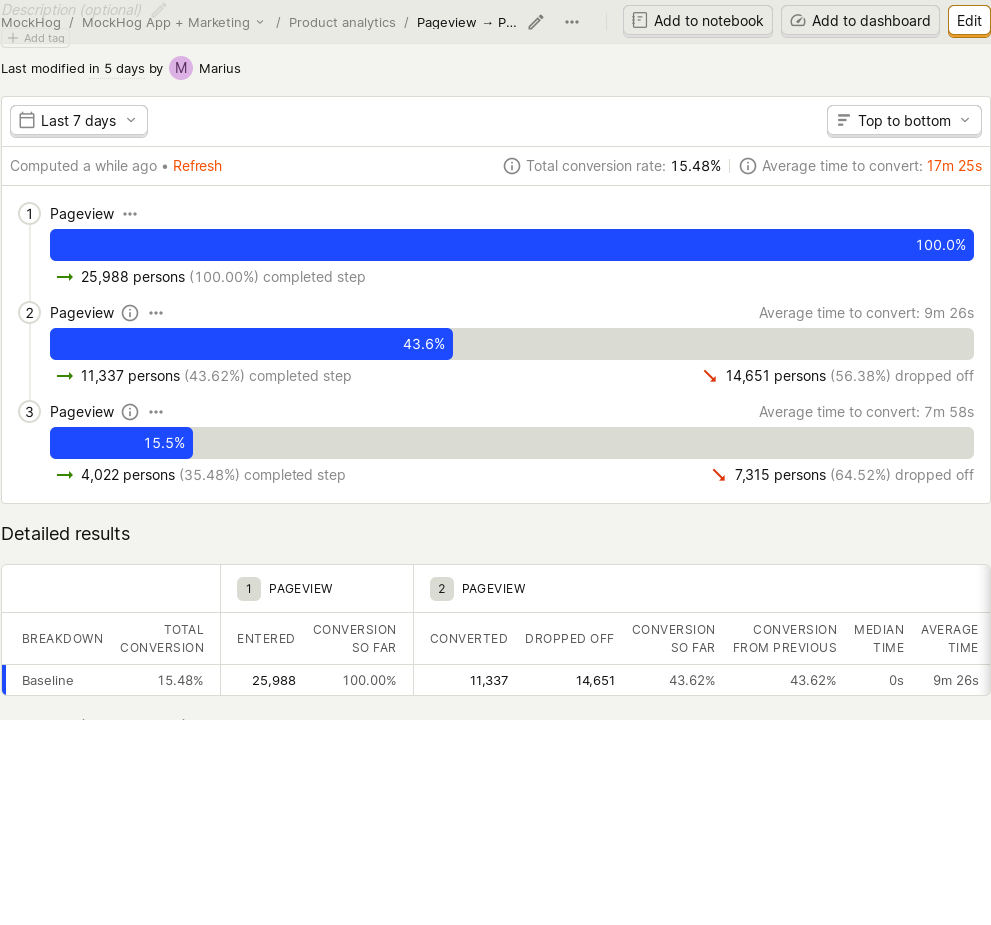 Description (optional)
MockHog / MockHog App + Marketing / Product analytics / Pageview → P...
Add to notebook
Add to dashboard
Edit
Add tag
Last modified in 5 days by M Marius
Last 7 days
Top to bottom
Computed a while ago • Refresh
Total conversion rate: 15.48%
Average time to convert: 17m 25s
1 Pageview
100.0%
25,988 persons (100.00%) completed step
2 Pageview
Average time to convert: 9m 26s
43.6%
11,337 persons (43.62%) completed step
14,651 persons (56.38%) dropped off
3 Pageview
Average time to convert: 7m 58s
15.5%
4,022 persons (35.48%) completed step
7,315 persons (64.52%) dropped off
Detailed results
1 PAGEVIEW
2 PAGEVIEW
BREAKDOWN
TOTAL
CONVERSION
ENTERED
CONVERSION
SO FAR
CONVERTED
DROPPED OFF
CONVERSION
SO FAR
CONVERSION
FROM PREVIOUS
MEDIAN
TIME
AVERAGE
TIME
Baseline 15.48% 25,988 100.00% 11,337 14,651 43.62% 43.62% 0s 9m 26s